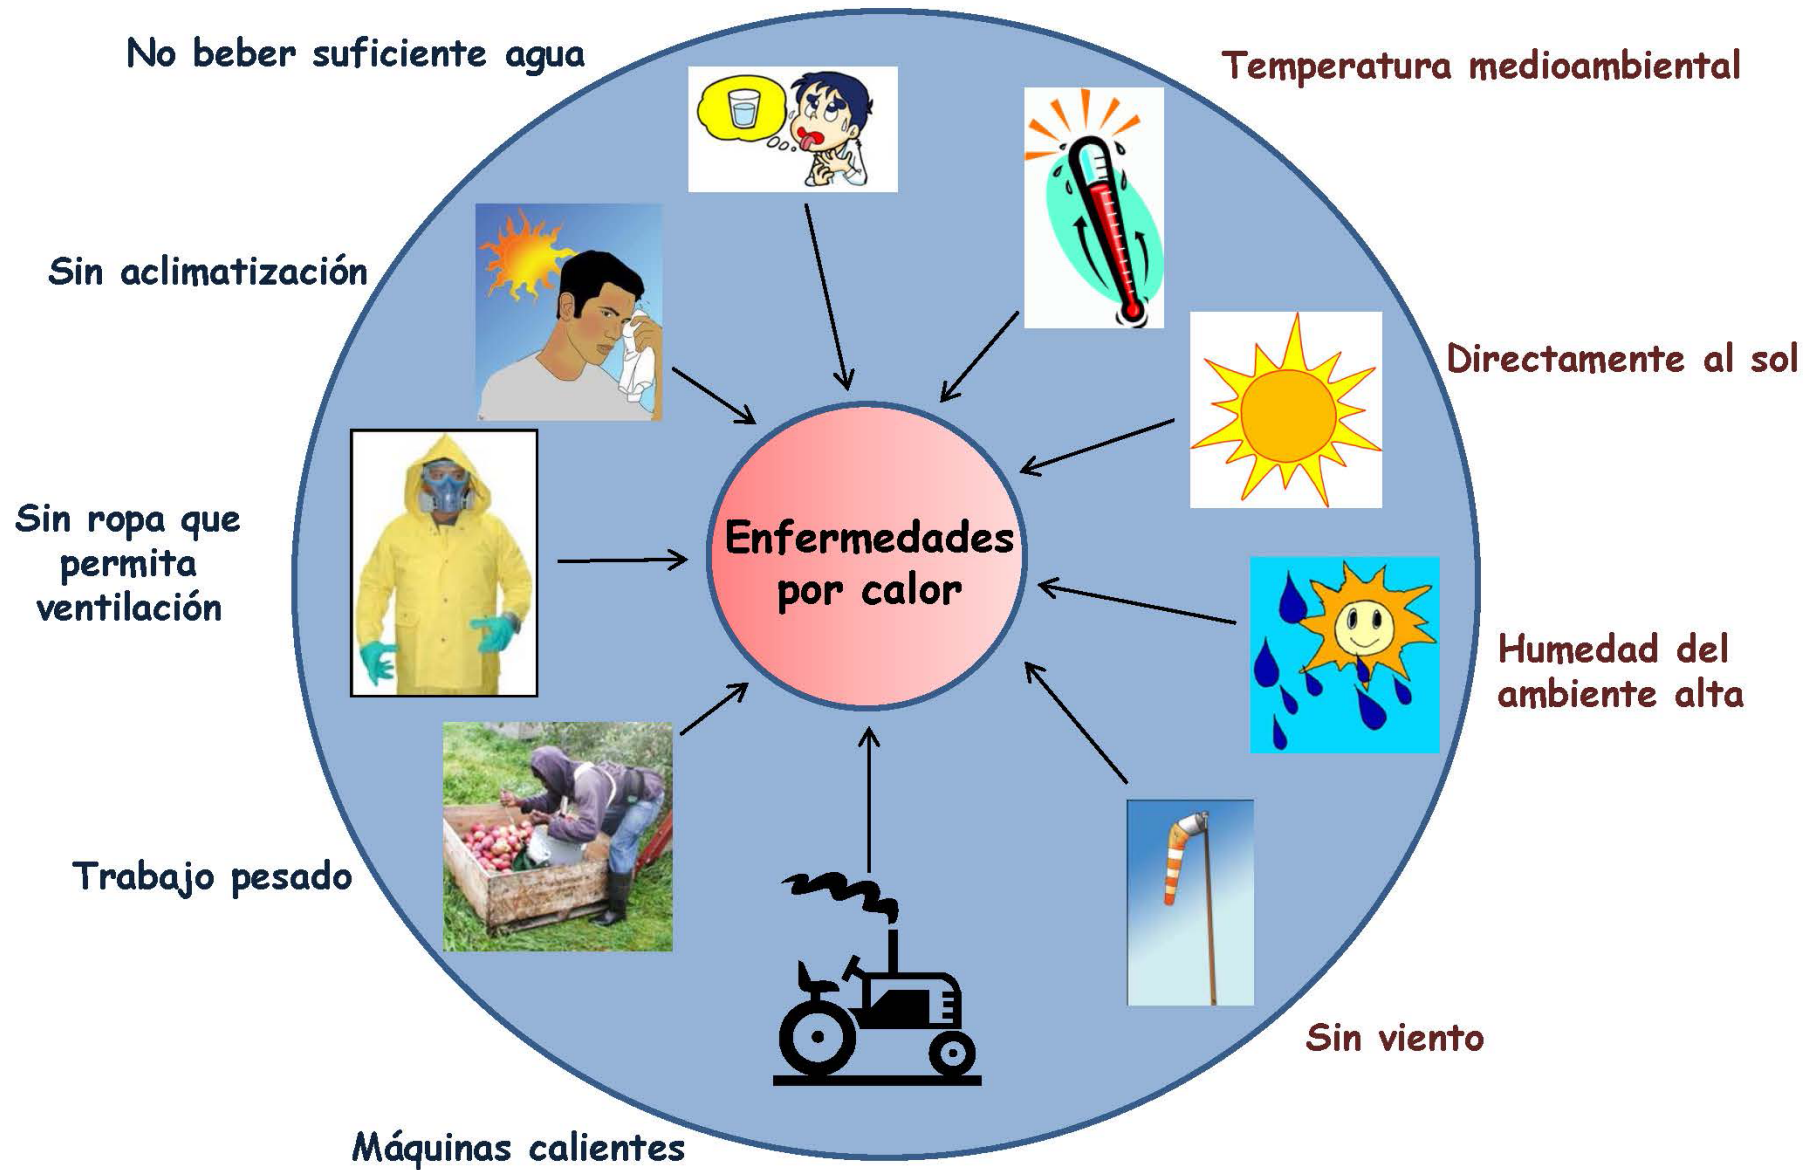 No beber suficiente agua
Temperatura medioambiental
Sin aclimatización
Directamente al sol
Sin ropa que
permita
ventilación
Enfermedades
por calor
Humedad del
ambiente alta
Trabajo pesado
Sin viento
Máquinas calientes